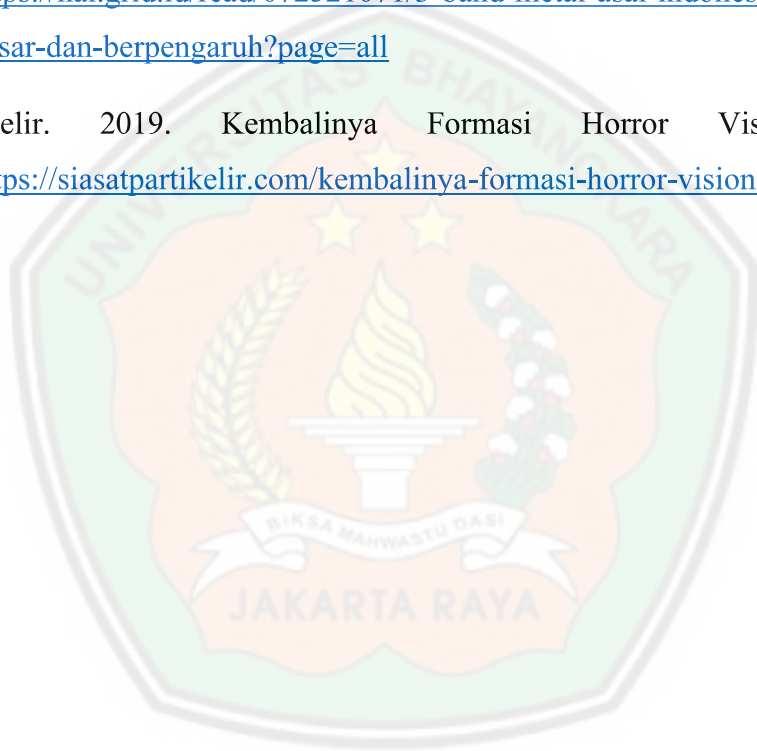 sar-dan-berpengaruh?page=all
elir. 2019. Kembalinya Formasi Horror Vis
tps://siasatpartikelir.com/kembalinya-formasi-horror-vision
UNIVERSITAS BHAYANGKARA
BIKSA MAHWASTU DASI
JAKARTA RAYA